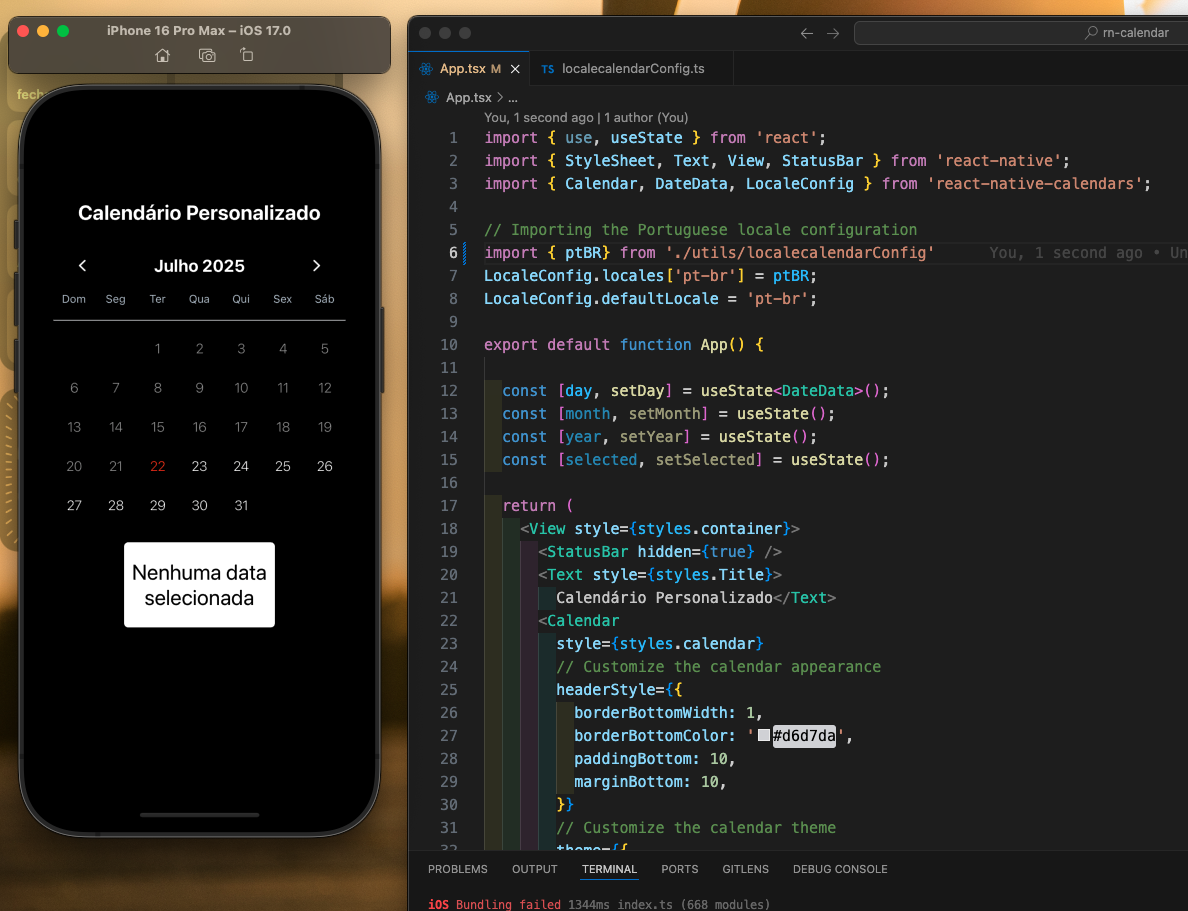 iPhone 16 Pro Max – iOS 17.0
Calendário Personalizado
Julho 2025
Dom Seg Ter Qua Qui Sex Sáb
1 2 3 4 5
6 7 8 9 10 11 12
13 14 15 16 17 18 19
20 21 22 23 24 25 26
27 28 29 30 31
Nenhuma data
selecionada
rn-calendar
App.tsx M
TS localecalendarConfig.ts
App.tsx > ...
You, 1 second ago | 1 author (You)
1 import { use, useState } from 'react';
2 import { StyleSheet, Text, View, StatusBar } from 'react-native';
3 import { Calendar, DateData, LocaleConfig } from 'react-native-calendars';
4
5 // Importing the Portuguese locale configuration
6 import { ptBR} from './utils/localecalendarConfig' You, 1 second ago • Un
7 LocaleConfig.locales['pt-br'] = ptBR;
8 LocaleConfig.defaultLocale = 'pt-br';
9
10 export default function App() {
11
12 const [day, setDay] = useState<DateData>();
13 const [month, setMonth] = useState();
14 const [year, setYear] = useState();
15 const [selected, setSelected] = useState();
16
17 return (
18 <View style={styles.container}>
19 <StatusBar hidden={true} />
20 <Text style={styles.Title}>
21 Calendário Personalizado</Text>
22 <Calendar
23 style={styles.calendar}
24 // Customize the calendar appearance
25 headerStyle={{
26 borderBottomWidth: 1,
27 borderBottomColor: '#d6d7da',
28 paddingBottom: 10,
29 marginBottom: 10,
30 }}
31 // Customize the calendar theme
32 theme={{
PROBLEMS OUTPUT TERMINAL PORTS GITLENS DEBUG CONSOLE
iOS Bundling failed 1344ms index.ts (668 modules)